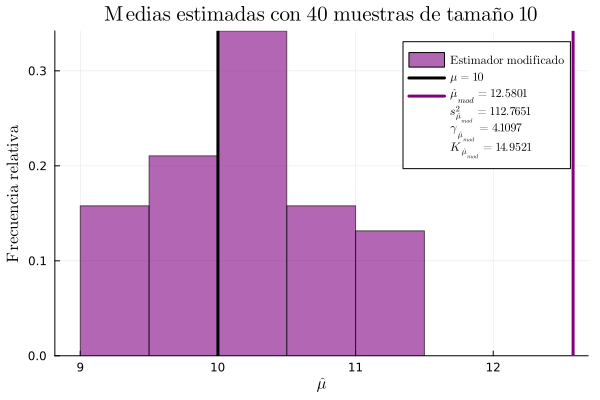 Medias estimadas con 40 muestras de tamaño 10
Frecuencia relativa
0.3
0.2
0.1
0.0
Estimador modificado
μ = 10
μ̂_mod = 12.5801
s²_μ̂_mod = 112.7651
γ_μ̂_mod = 4.1097
K_μ̂_mod = 14.9521
9 10 11 12
μ̂